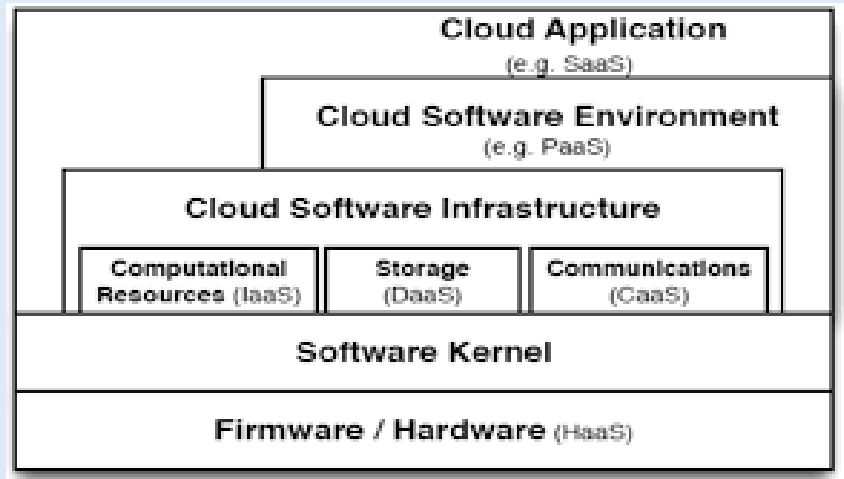 Cloud Application
(e.g. SaaS)
Cloud Software Environment
(e.g. PaaS)
Cloud Software Infrastructure
Computational
Resources (IaaS)
Storage
(DaaS)
Communications
(CaaS)
Software Kernel
Firmware / Hardware (HaaS)